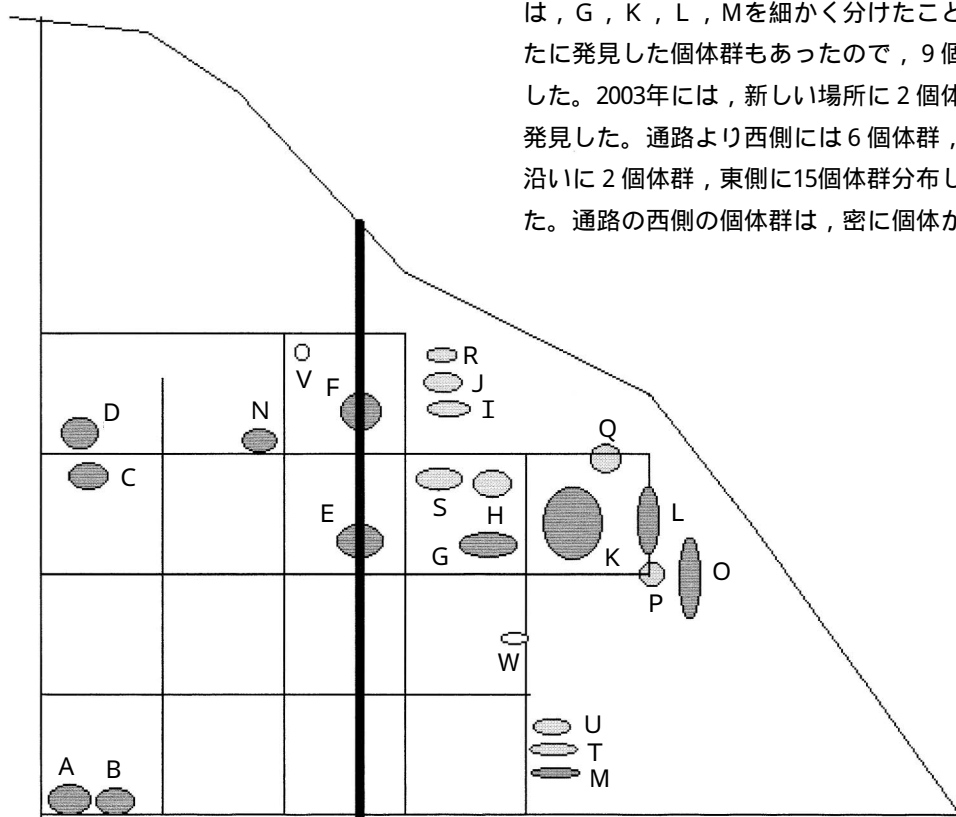 は，G，K，L，Mを細かく分けたこと
たに発見した個体群もあったので，9個
した。2003年には，新しい場所に2個体
発見した。通路より西側には6個体群，
沿いに2個体群，東側に15個体群分布し
た。通路の西側の個体群は，密に個体か
R
V
F
J
I
D
N
Q
C
S
H
L
E
G
K
O
P
W
U
T
M
A
B